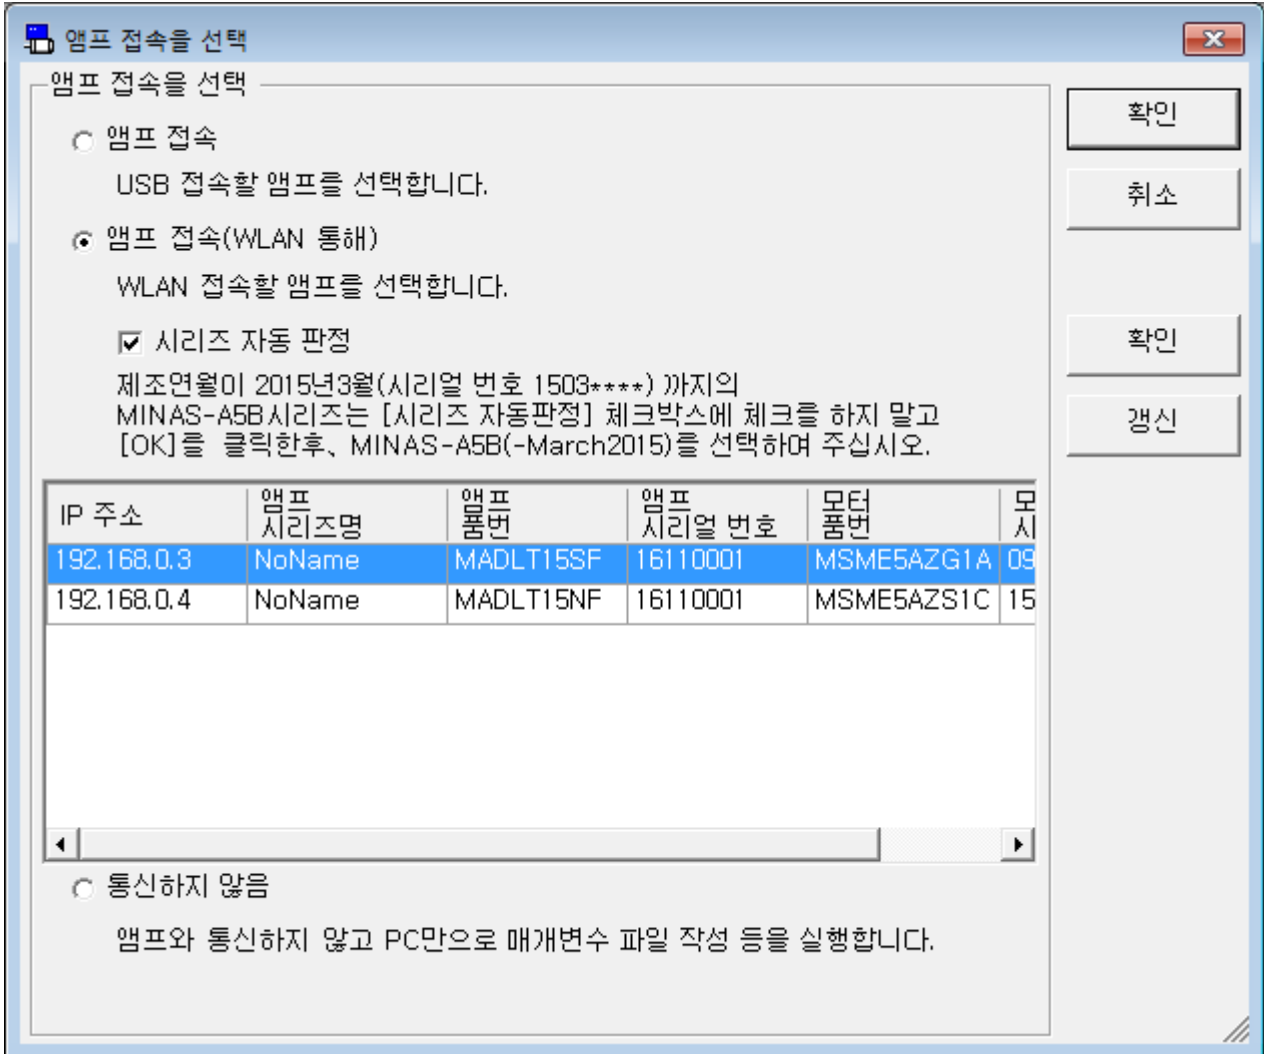 앰프 접속을 선택
앰프 접속을 선택
앰프 접속
USB 접속할 앰프를 선택합니다.
앰프 접속(WLAN 통해)
WLAN 접속할 앰프를 선택합니다.
시리즈 자동 판정
제조연월이 2015년3월(시리얼 번호 1503****) 까지의
MINAS-A5B시리즈는 [시리즈 자동판정] 체크박스에 체크를 하지 말고
[OK]를 클릭한후、MINAS-A5B(-March2015)를 선택하여 주십시오.
IP 주소 앰프 시리즈명 앰프 품번 앰프 시리얼 번호 모터 품번 모 시
192.168.0.3 NoName MADLT15SF 16110001 MSME5AZG1A 09
192.168.0.4 NoName MADLT15NF 16110001 MSME5AZS1C 15
통신하지 않음
앰프와 통신하지 않고 PC만으로 매개변수 파일 작성 등을 실행합니다.
확인
취소
확인
갱신